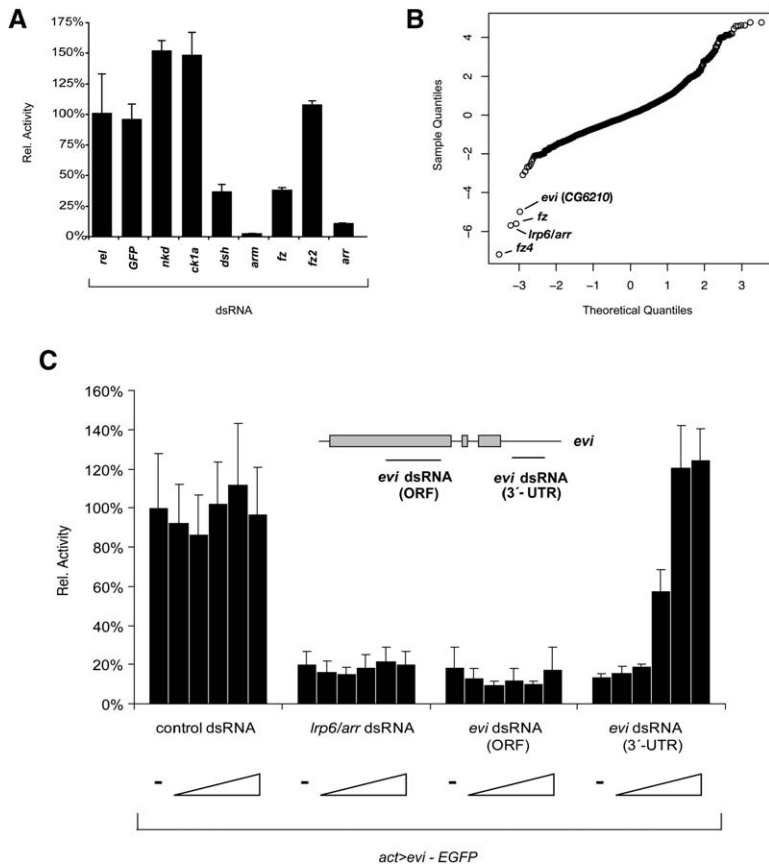 A
175%
150%
125%
100%
75%
50%
25%
0%
Rel. Activity
rel GFP nkd ck1a dsh arm fz fz2 arr
dsRNA
B
4
2
0
-2
-4
-6
Sample Quantiles
evi (CG6210)
fz
lrp6/arr
fz4
−3 −2 −1 0 1 2 3
Theoretical Quantiles
C
160%
140%
120%
100%
80%
60%
40%
20%
0%
Rel. Activity
evi
evi dsRNA (ORF)
evi dsRNA (3´- UTR)
control dsRNA
lrp6/arr dsRNA
evi dsRNA (ORF)
evi dsRNA (3´-UTR)
- - - -
act>evi - EGFP